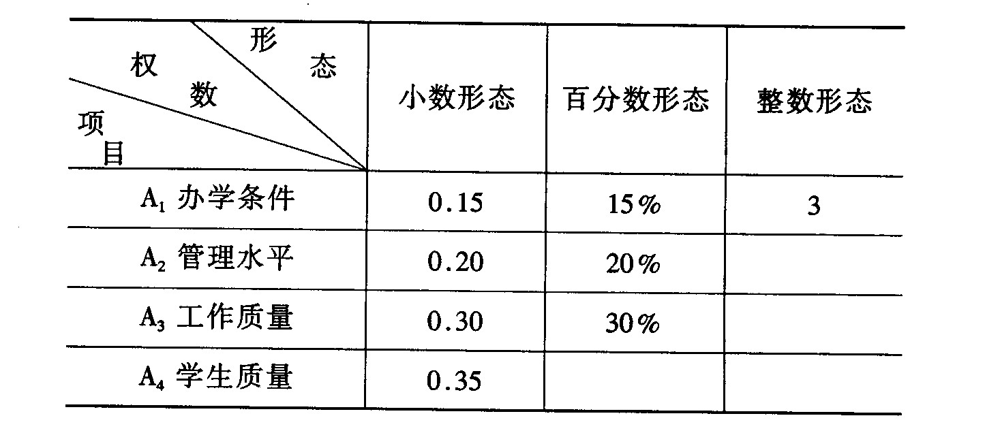 形态
权数
项目
小数形态 百分数形态 整数形态
A₁ 办学条件 0.15 15% 3
A₂ 管理水平 0.20 20%
A₃ 工作质量 0.30 30%
A₄ 学生质量 0.35